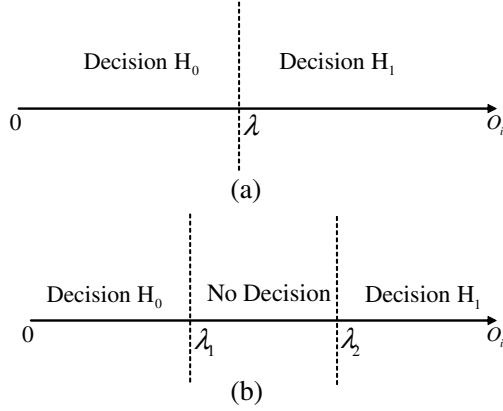 Decision H₀ Decision H₁
0 λ Oᵢ
(a)
Decision H₀ No Decision Decision H₁
0 λ₁ λ₂ Oᵢ
(b)